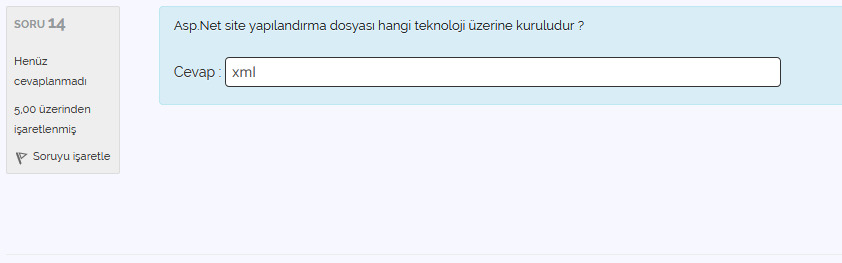 SORU 14
Henüz
cevaplanmadı
5,00 üzerinden
işaretlenmiş
Soruyu işaretle
Asp.Net site yapılandırma dosyası hangi teknoloji üzerine kuruludur ?
Cevap : xml